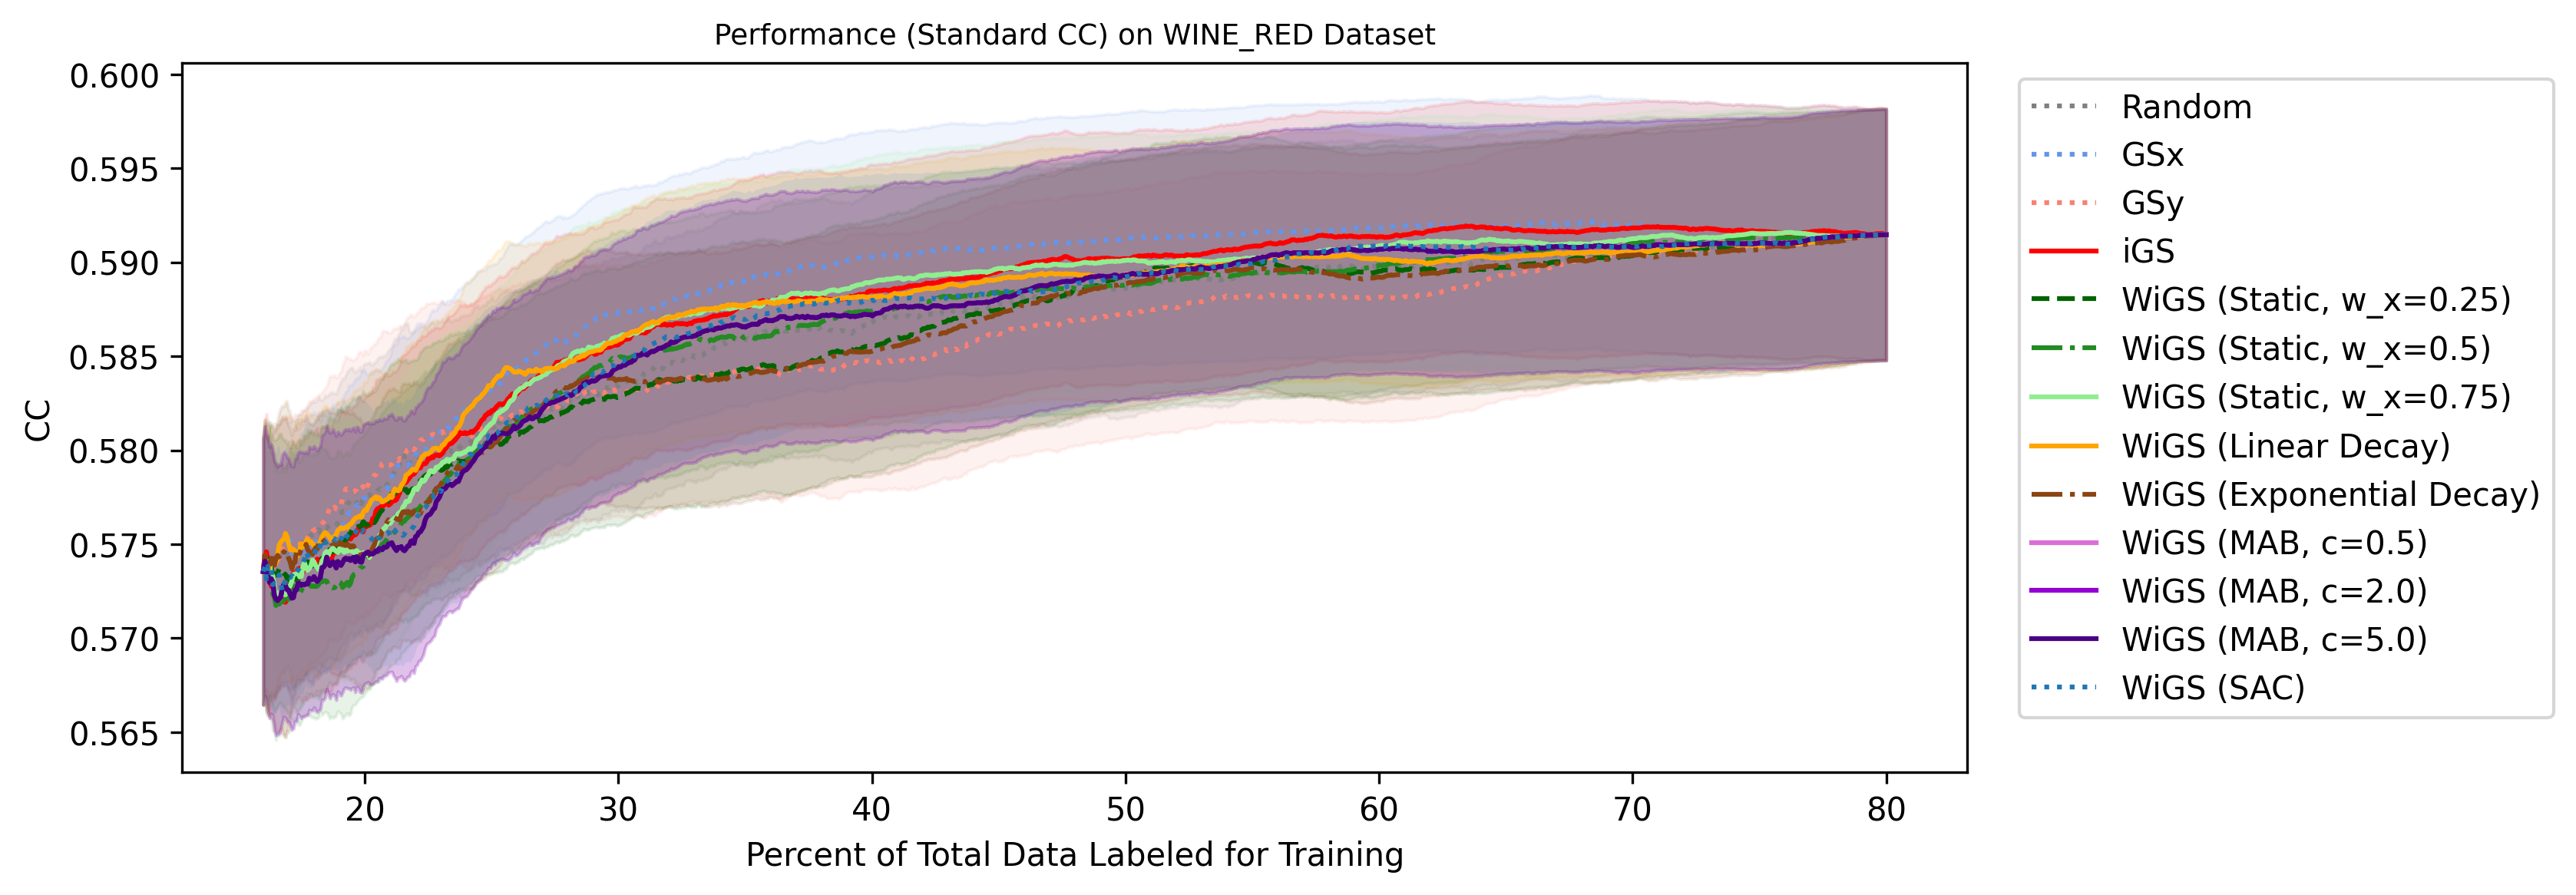 Performance (Standard CC) on WINE_RED Dataset
0.600
0.595
0.590
0.585
0.580
0.575
0.570
0.565
CC
20 30 40 50 60 70 80
Percent of Total Data Labeled for Training
Random
GSx
GSy
iGS
WiGS (Static, w_x=0.25)
WiGS (Static, w_x=0.5)
WiGS (Static, w_x=0.75)
WiGS (Linear Decay)
WiGS (Exponential Decay)
WiGS (MAB, c=0.5)
WiGS (MAB, c=2.0)
WiGS (MAB, c=5.0)
WiGS (SAC)